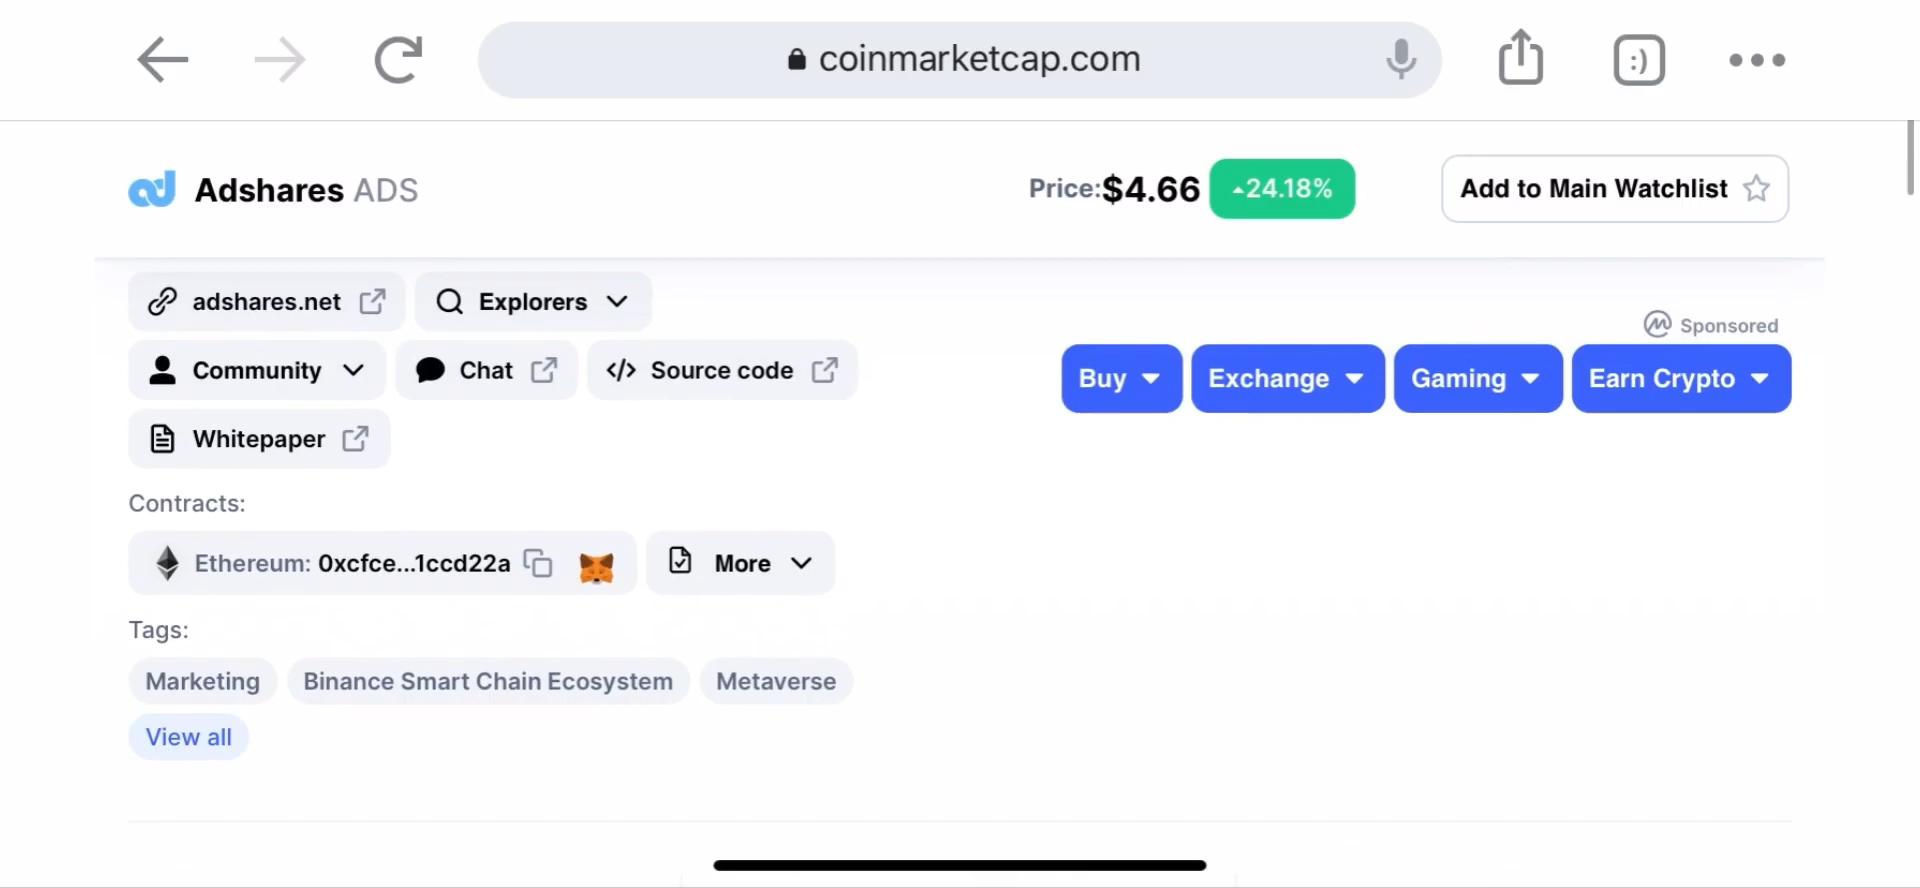 coinmarketcap.com
:)
Adshares ADS
Price:$4.66
24.18%
Add to Main Watchlist
adshares.net
Explorers
Sponsored
Community
Chat
Source code
Buy
Exchange
Gaming
Earn Crypto
Whitepaper
Contracts:
Ethereum: 0xcfce...1ccd22a
More
Tags:
Marketing
Binance Smart Chain Ecosystem
Metaverse
View all